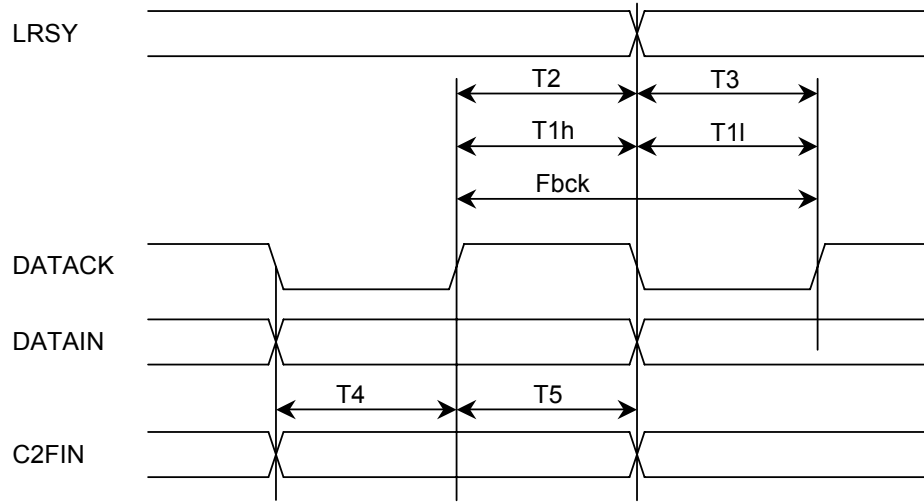 LRSY
T2 T3
T1h T1l
Fbck
DATACK
DATAIN
T4 T5
C2FIN